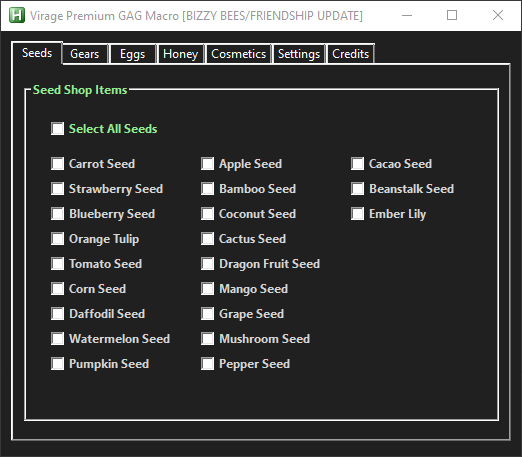 Virage Premium GAG Macro [BIZZY BEES/FRIENDSHIP UPDATE]
Seeds Gears Eggs Honey Cosmetics Settings Credits
Seed Shop Items
Select All Seeds
Carrot Seed Apple Seed Cacao Seed
Strawberry Seed Bamboo Seed Beanstalk Seed
Blueberry Seed Coconut Seed Ember Lily
Orange Tulip Cactus Seed
Tomato Seed Dragon Fruit Seed
Corn Seed Mango Seed
Daffodil Seed Grape Seed
Watermelon Seed Mushroom Seed
Pumpkin Seed Pepper Seed